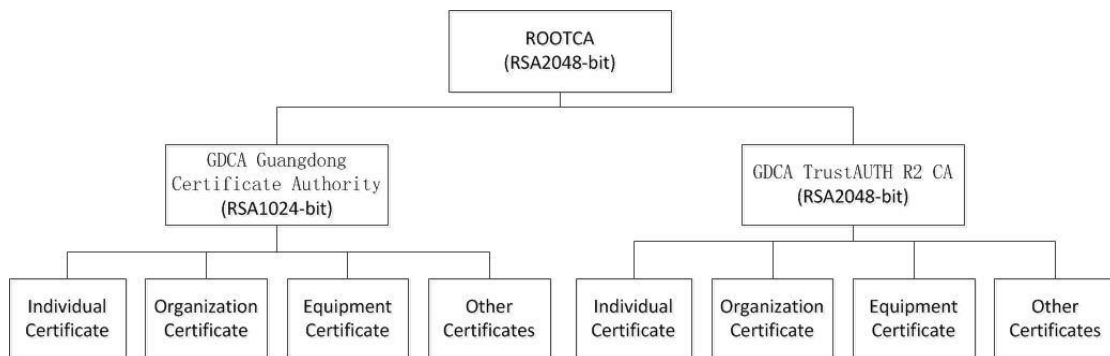 ROOTCA
(RSA2048-bit)
GDCA Guangdong
Certificate Authority
(RSA1024-bit)
GDCA TrustAUTH R2 CA
(RSA2048-bit)
Individual
Certificate
Organization
Certificate
Equipment
Certificate
Other
Certificates
Individual
Certificate
Organization
Certificate
Equipment
Certificate
Other
Certificates